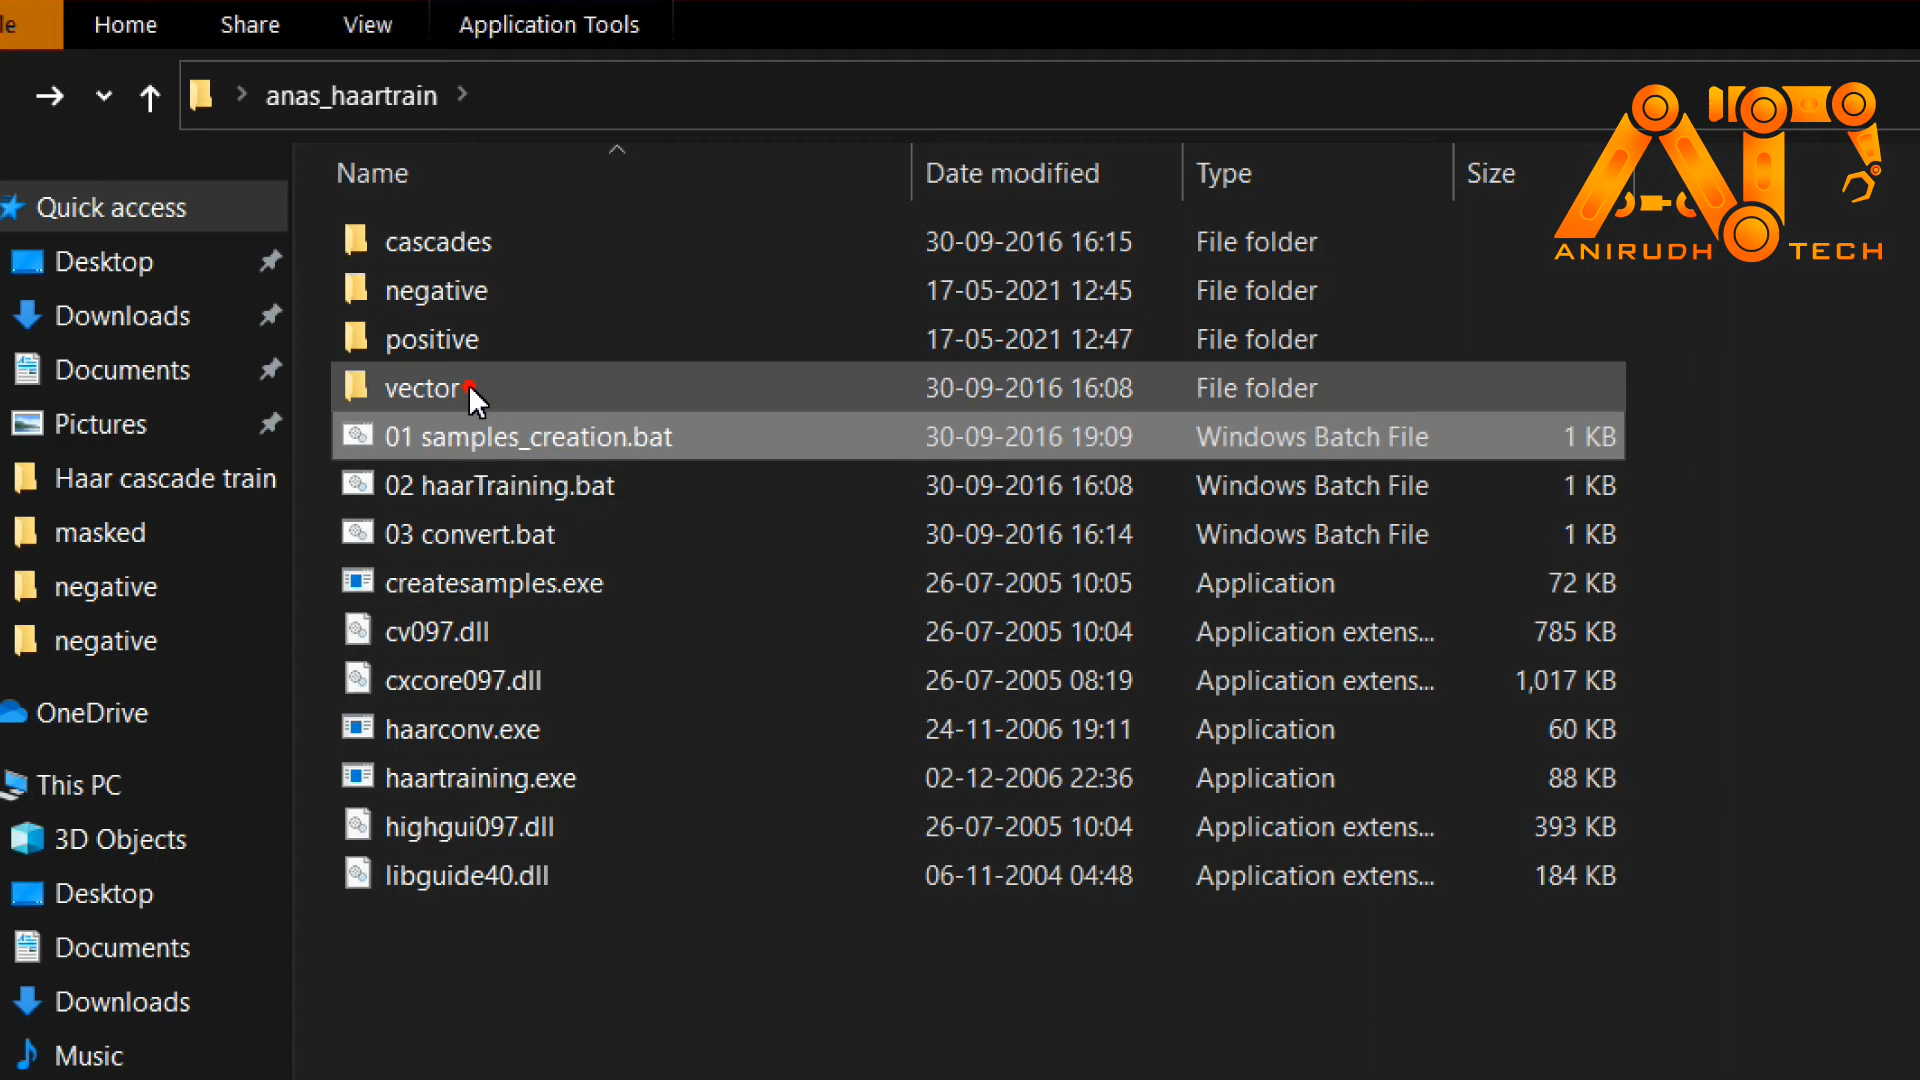 le Home Share View Application Tools
anas_haartrain
Name Date modified Type Size
ANIRUDH TECH
Quick access
Desktop
Downloads
Documents
Pictures
Haar cascade train
masked
negative
negative
OneDrive
This PC
3D Objects
Desktop
Documents
Downloads
Music
cascades 30-09-2016 16:15 File folder
negative 17-05-2021 12:45 File folder
positive 17-05-2021 12:47 File folder
vector 30-09-2016 16:08 File folder
01 samples_creation.bat 30-09-2016 19:09 Windows Batch File 1 KB
02 haarTraining.bat 30-09-2016 16:08 Windows Batch File 1 KB
03 convert.bat 30-09-2016 16:14 Windows Batch File 1 KB
createsamples.exe 26-07-2005 10:05 Application 72 KB
cv097.dll 26-07-2005 10:04 Application extens... 785 KB
cxcore097.dll 26-07-2005 08:19 Application extens... 1,017 KB
haarconv.exe 24-11-2006 19:11 Application 60 KB
haartraining.exe 02-12-2006 22:36 Application 88 KB
highgui097.dll 26-07-2005 10:04 Application extens... 393 KB
libguide40.dll 06-11-2004 04:48 Application extens... 184 KB